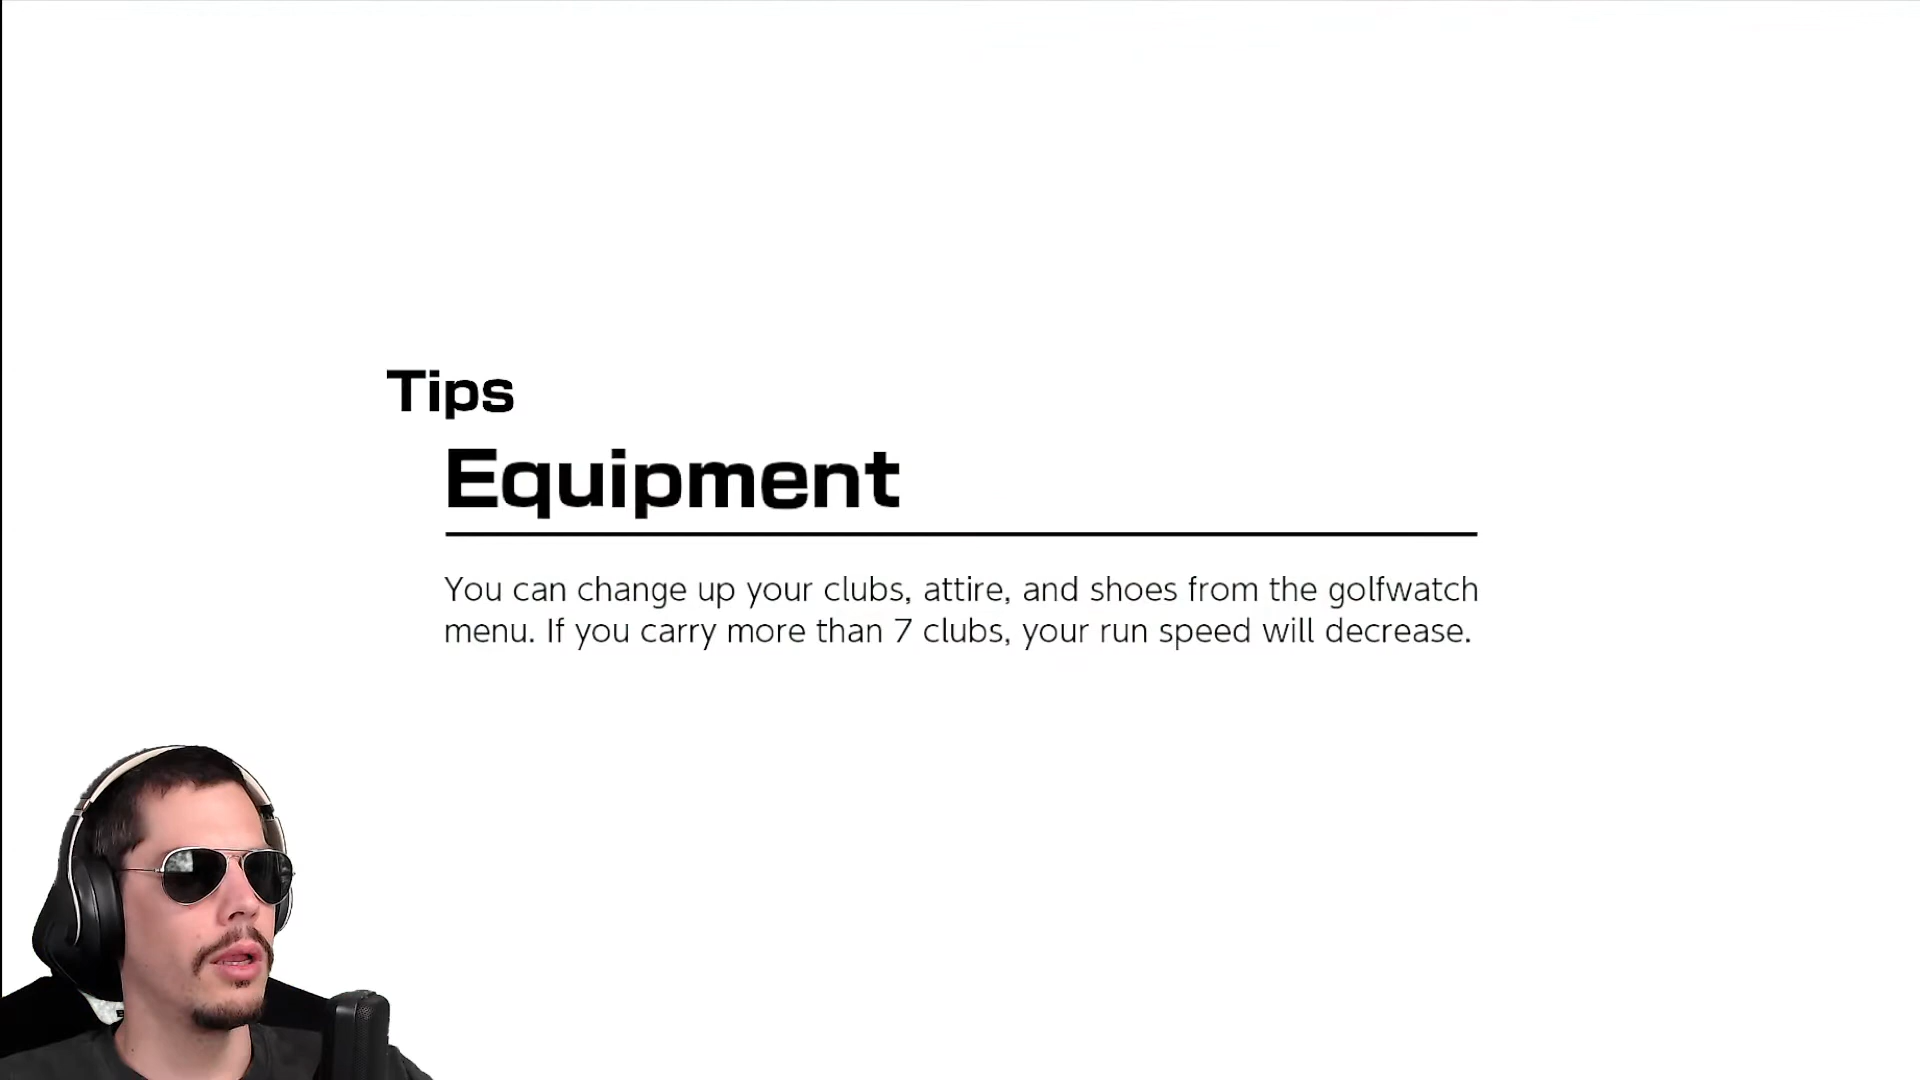 Tips
Equipment
You can change up your clubs, attire, and shoes from the golfwatch
menu. If you carry more than 7 clubs, your run speed will decrease.